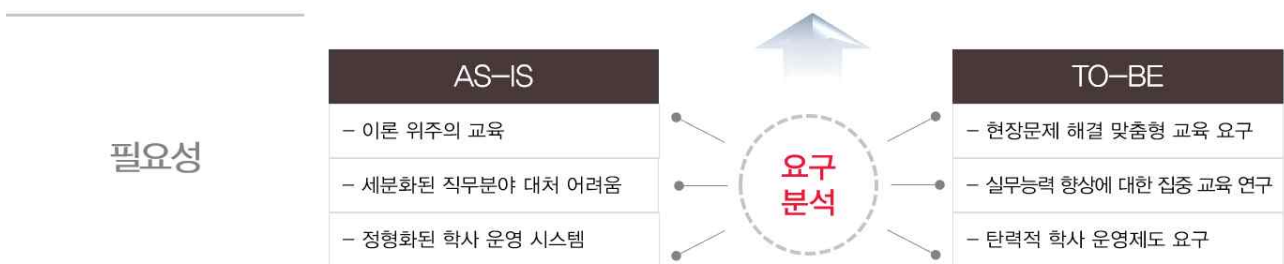 필요성
AS-IS
- 이론 위주의 교육
- 세분화된 직무분야 대처 어려움
- 정형화된 학사 운영 시스템
요구
분석
TO-BE
- 현장문제 해결 맞춤형 교육 요구
- 실무능력 향상에 대한 집중 교육 연구
- 탄력적 학사 운영제도 요구